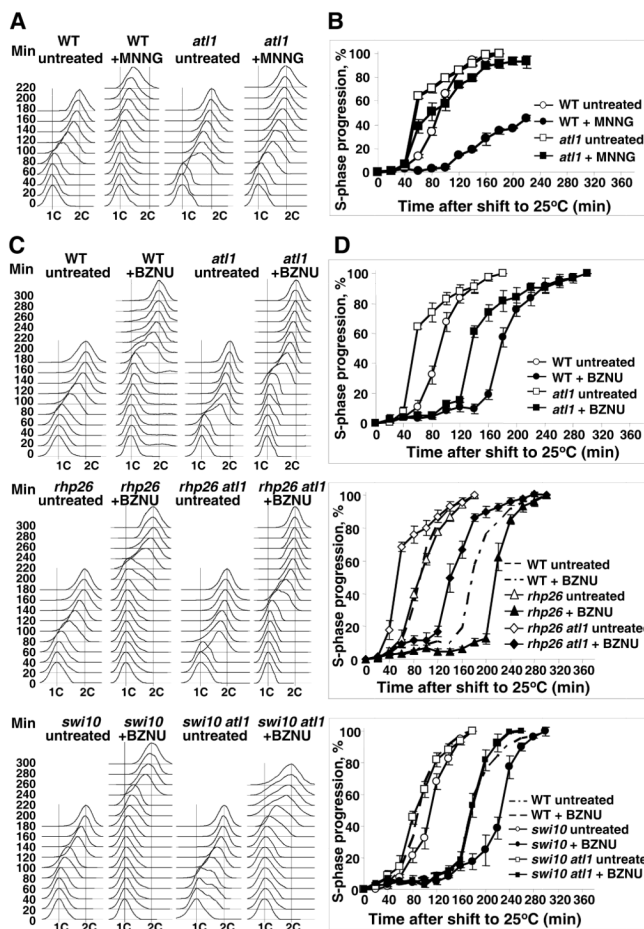 A
Min
WT untreated
WT +MNNG
atl1 untreated
atl1 +MNNG
220
200
180
160
140
120
100
80
60
40
20
0
1C 2C 1C 2C 1C 2C 1C 2C
B
S-phase progression, %
100
80
60
40
20
0
0 40 80 120 160 200 240 280 320 360
Time after shift to 25ºC (min)
WT untreated
WT + MNNG
atl1 untreated
atl1 + MNNG
C
Min
WT untreated
WT +BZNU
atl1 untreated
atl1 +BZNU
300
280
260
240
220
200
180
160
140
120
100
80
60
40
20
0
1C 2C 1C 2C 1C 2C 1C 2C
D
S-phase progression, %
100
80
60
40
20
0
0 40 80 120 160 200 240 280 320 360
Time after shift to 25ºC (min)
WT untreated
WT + BZNU
atl1 untreated
atl1 + BZNU
Min
rhp26 untreated
rhp26 +BZNU
rhp26 atl1 untreated
rhp26 atl1 +BZNU
300
280
260
240
220
200
180
160
140
120
100
80
60
40
20
0
1C 2C 1C 2C 1C 2C 1C 2C
S-phase progression, %
100
80
60
40
20
0
0 40 80 120 160 200 240 280 320 360
Time after shift to 25ºC (min)
WT untreated
WT + BZNU
rhp26 untreated
rhp26 + BZNU
rhp26 atl1 untreated
rhp26 atl1 + BZNU
Min
swi10 untreated
swi10 +BZNU
swi10 atl1 untreated
swi10 atl1 +BZNU
300
280
260
240
220
200
180
160
140
120
100
80
60
40
20
0
1C 2C 1C 2C 1C 2C 1C 2C
S-phase progression, %
100
80
60
40
20
0
0 40 80 120 160 200 240 280 320 360
Time after shift to 25ºC (min)
WT untreated
WT + BZNU
swi10 untreated
swi10 + BZNU
swi10 atl1 untreate
swi10 atl1 + BZNU